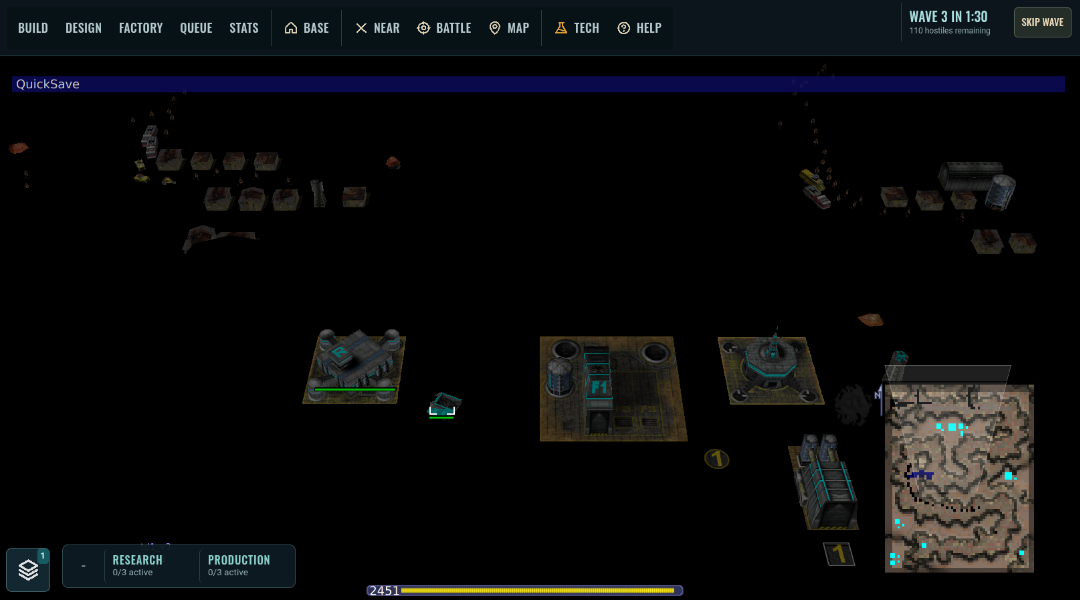 BUILD DESIGN FACTORY QUEUE STATS BASE NEAR BATTLE MAP TECH HELP
WAVE 3 IN 1:30
110 hostiles remaining
SKIP WAVE
QuickSave
R
F1
N
1
1
1
-
RESEARCH
0/3 active
PRODUCTION
0/3 active
2451